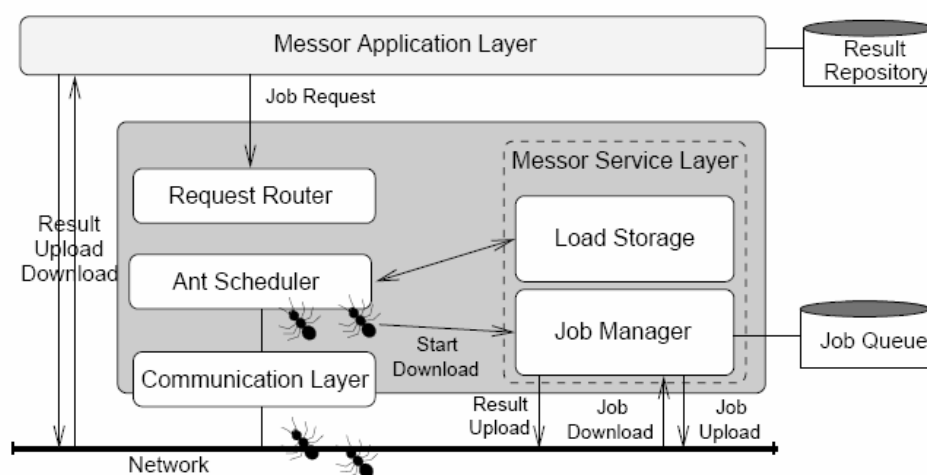 Messor Application Layer
Result
Repository
Job Request
Messor Service Layer
Request Router
Result
Upload
Download
Load Storage
Ant Scheduler
Job Manager
Start
Download
Job Queue
Communication Layer
Result
Upload
Job
Download
Job
Upload
Network